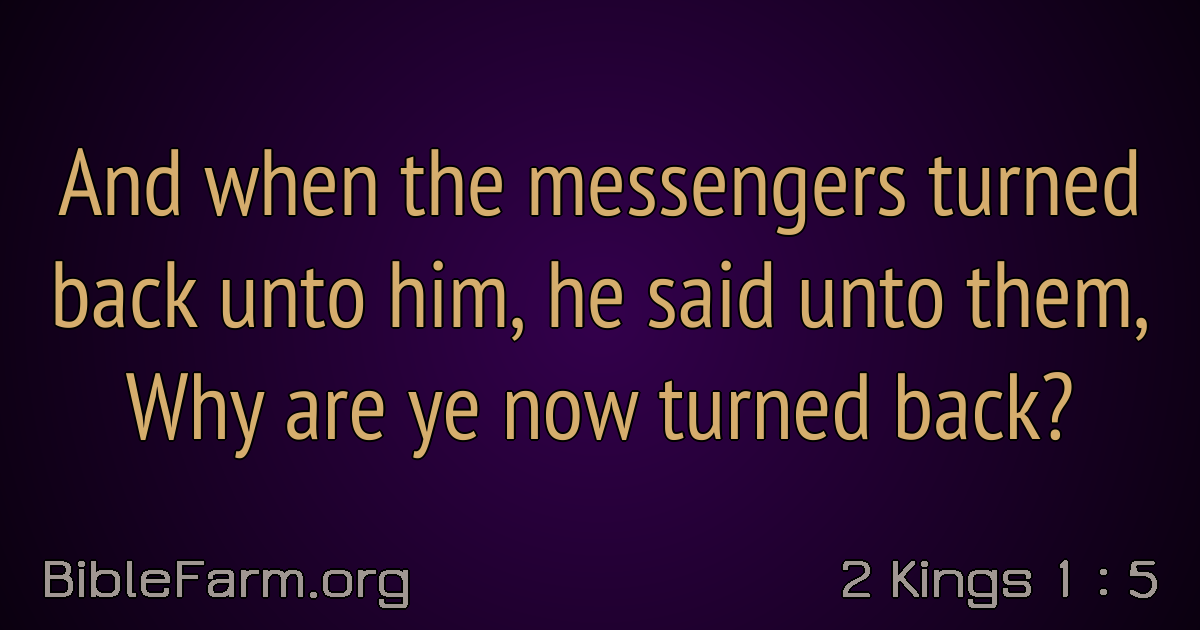 And when the messengers turned
back unto him, he said unto them,
Why are ye now turned back?
BibleFarm.org
2 Kings 1 : 5